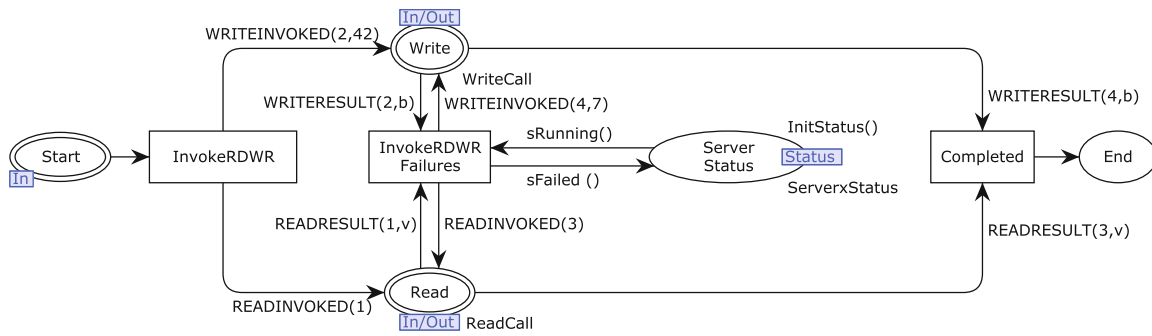 In/Out
WRITEINVOKED(2,42)
Write
WriteCall
WRITERESULT(2,b)
WRITEINVOKED(4,7)
WRITERESULT(4,b)
sRunning()
InitStatus()
Start
In
InvokeRDWR
InvokeRDWR
Failures
Server
Status
Status
Completed
End
sFailed ()
ServerxStatus
READRESULT(1,v)
READINVOKED(3)
READRESULT(3,v)
READINVOKED(1)
Read
In/Out
ReadCall